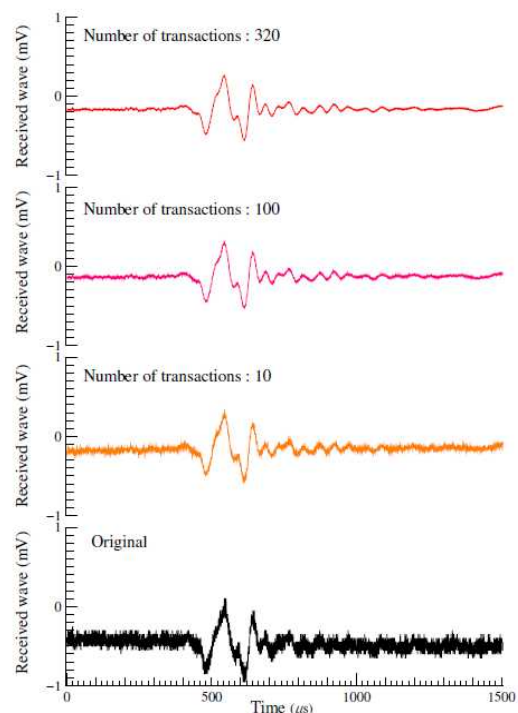 1
Number of transactions : 320
Received wave (mV)
0
-1
1
Number of transactions : 100
Received wave (mV)
0
-1
1
Number of transactions : 10
Received wave (mV)
0
-1
1
Original
Received wave (mV)
0
-1
0 500 1000 1500
Time (μs)